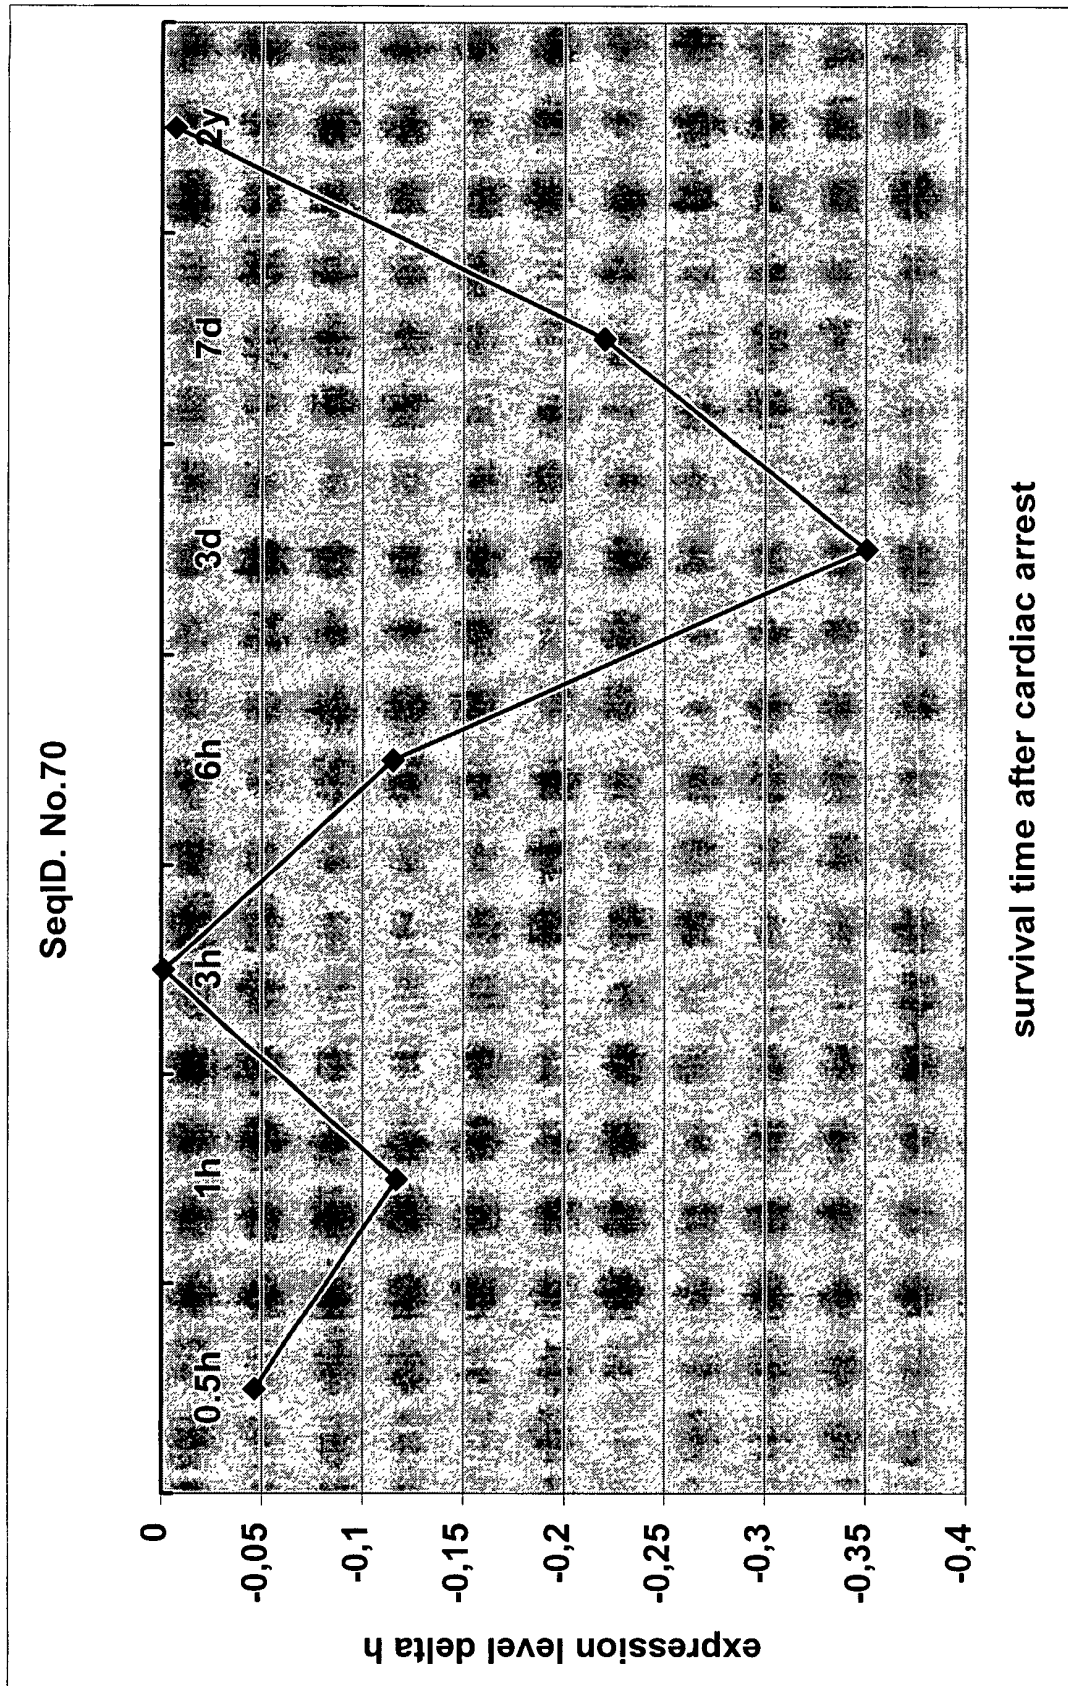 SeqID. No.70
0
-0,05
-0,1
-0,15
-0,2
-0,25
-0,3
-0,35
-0,4
expression level delta h
0.5h
1h
3h
6h
3d
7d
2y
survival time after cardiac arrest